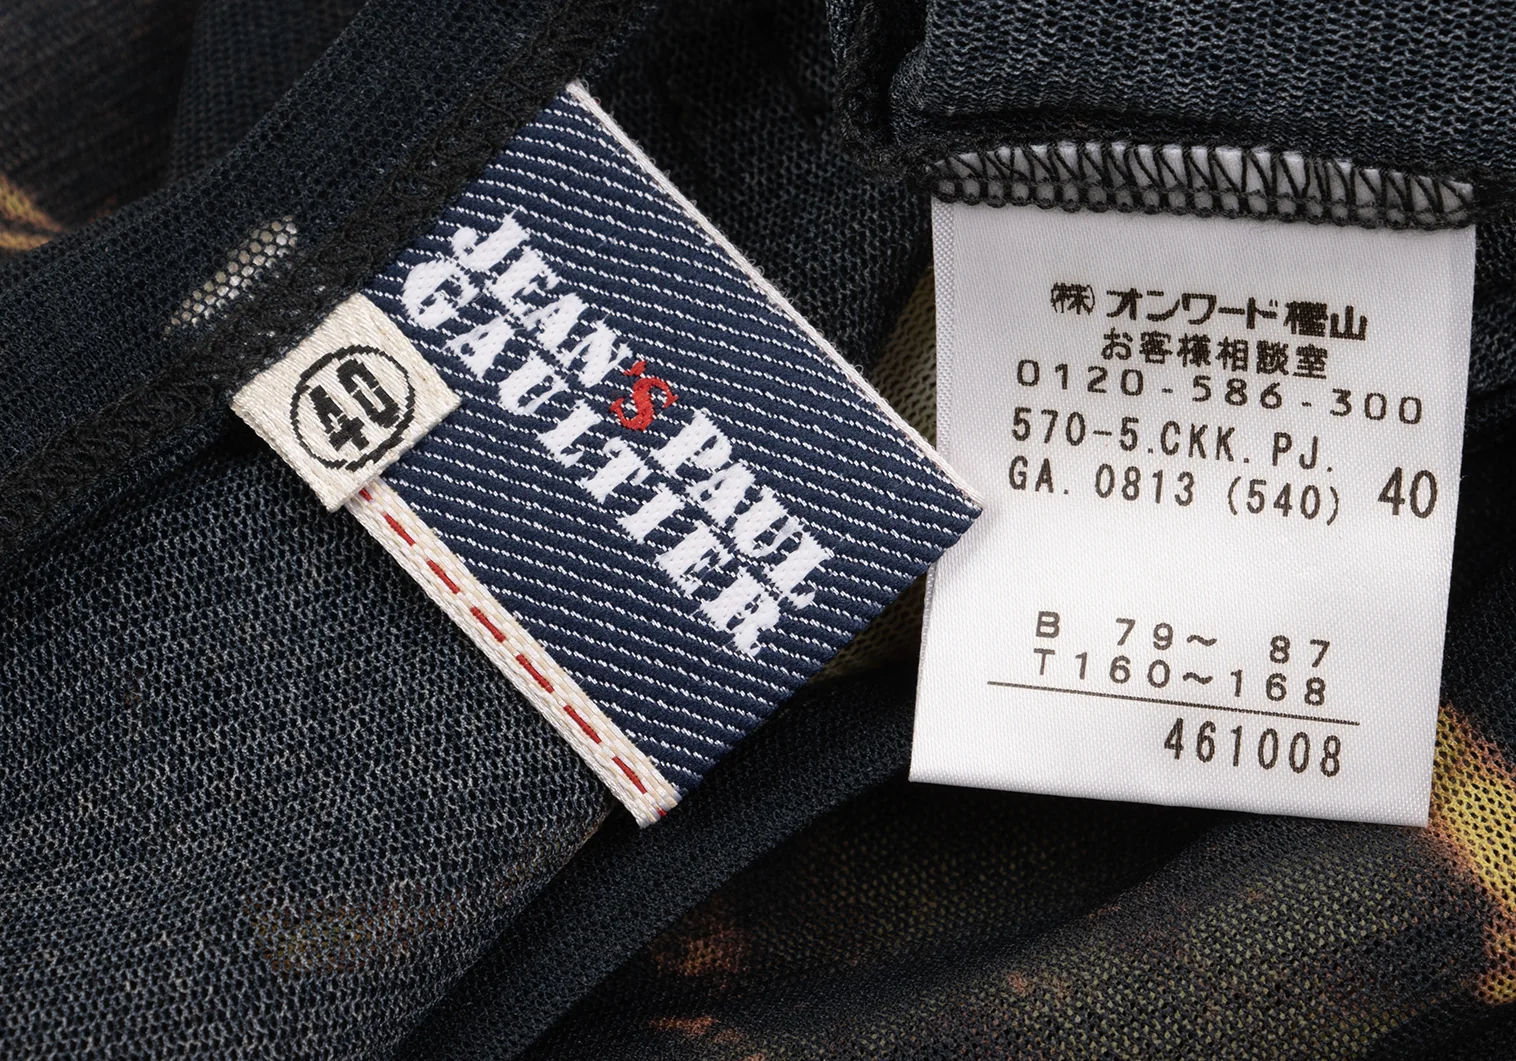 JEAN'S PAUL
GAULTIER
40
(株)オンワード樫山
お客様相談室
0120-586-300
570-5.CKK.PJ.
GA.0813 (540) 40
B 79~ 87
T160~168
461008